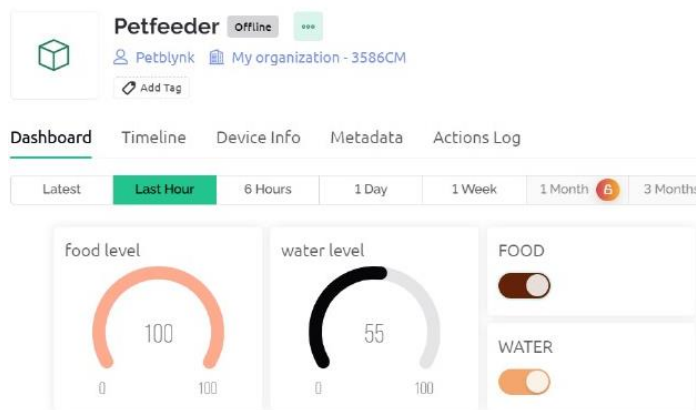 Petfeeder Offline
Petblynk My organization - 3586CM
Add Tag
Dashboard Timeline Device Info Metadata Actions Log
Latest Last Hour 6 Hours 1 Day 1 Week 1 Month 3 Months
food level water level FOOD
100 55
WATER
0 100 0 100